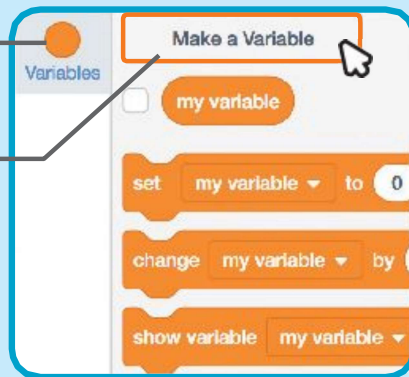 Make a Variable
Variables
my variable
set my variable to 0
change my variable by
show variable my variable